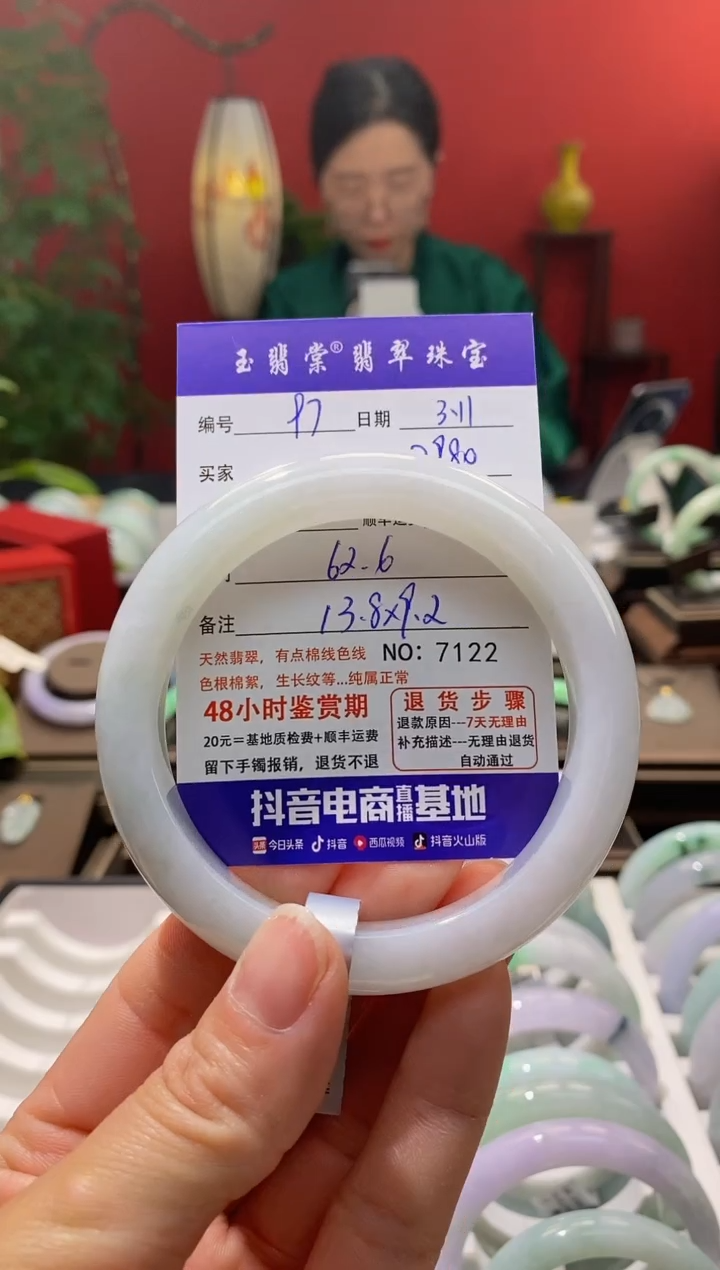 玉翡棠®翡翠珠宝
编号 97 日期 3.11
买家
62.6
备注 13.8x9.2
天然翡翠，有点棉线色线 NO：7122
色根棉絮，生长纹等...纯属正常
48小时鉴赏期
20元＝基地质检费+顺丰运费
留下手镯报销，退货不退
退货步骤
退款原因---7天无理由
补充描述---无理由退货
自动通过
抖音电商直播基地
头条 今日头条 抖音 西瓜视频 抖音火山版